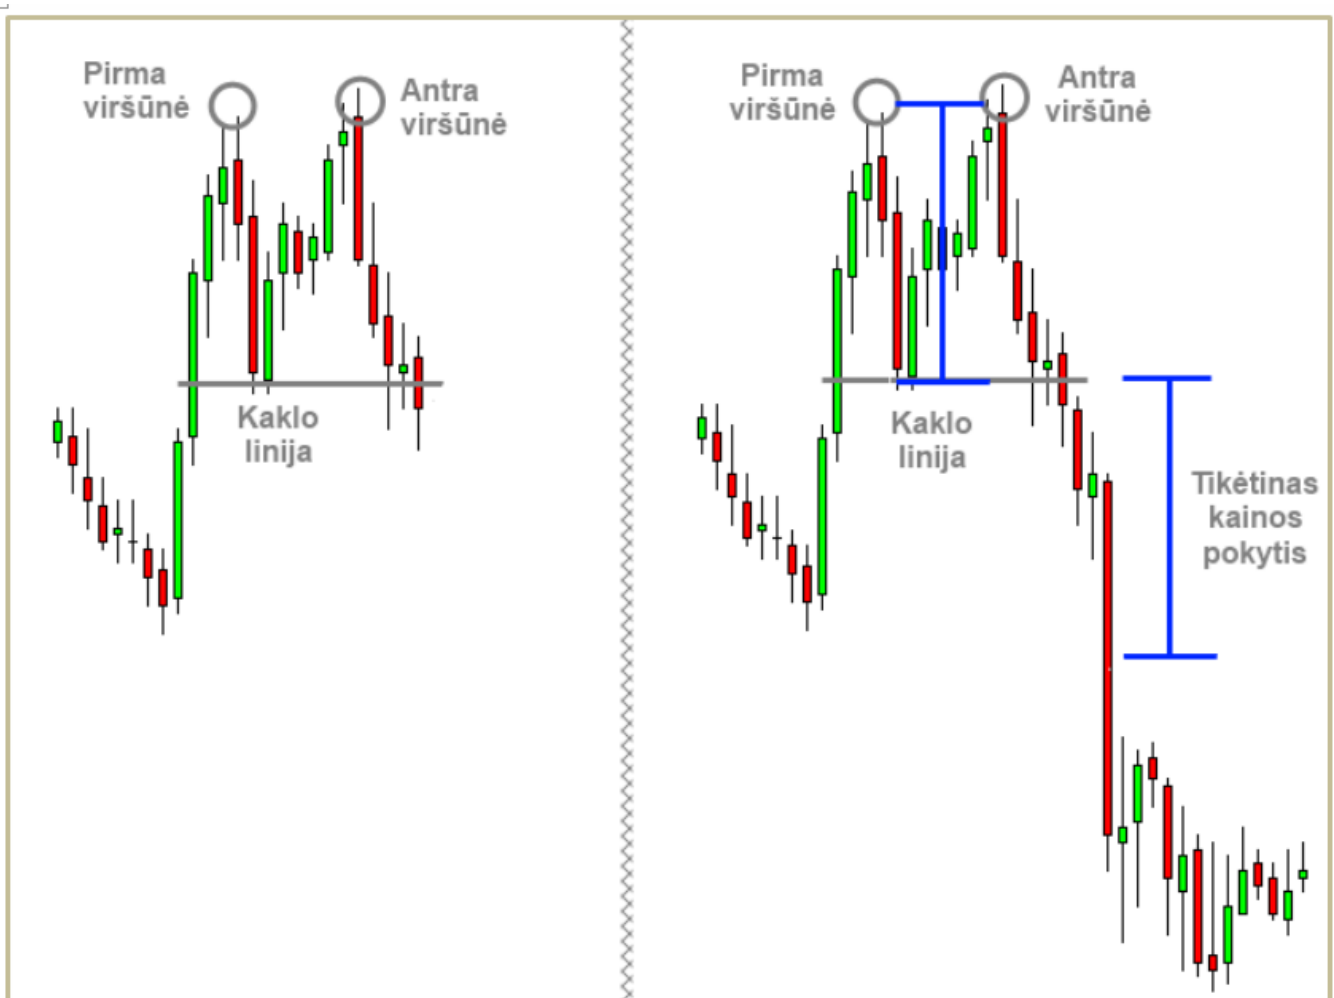 Pirma
viršūnė
Antra
viršūnė
Kaklo
linija
Pirma
viršūnė
Antra
viršūnė
Kaklo
linija
Tikėtinas
kainos
pokytis